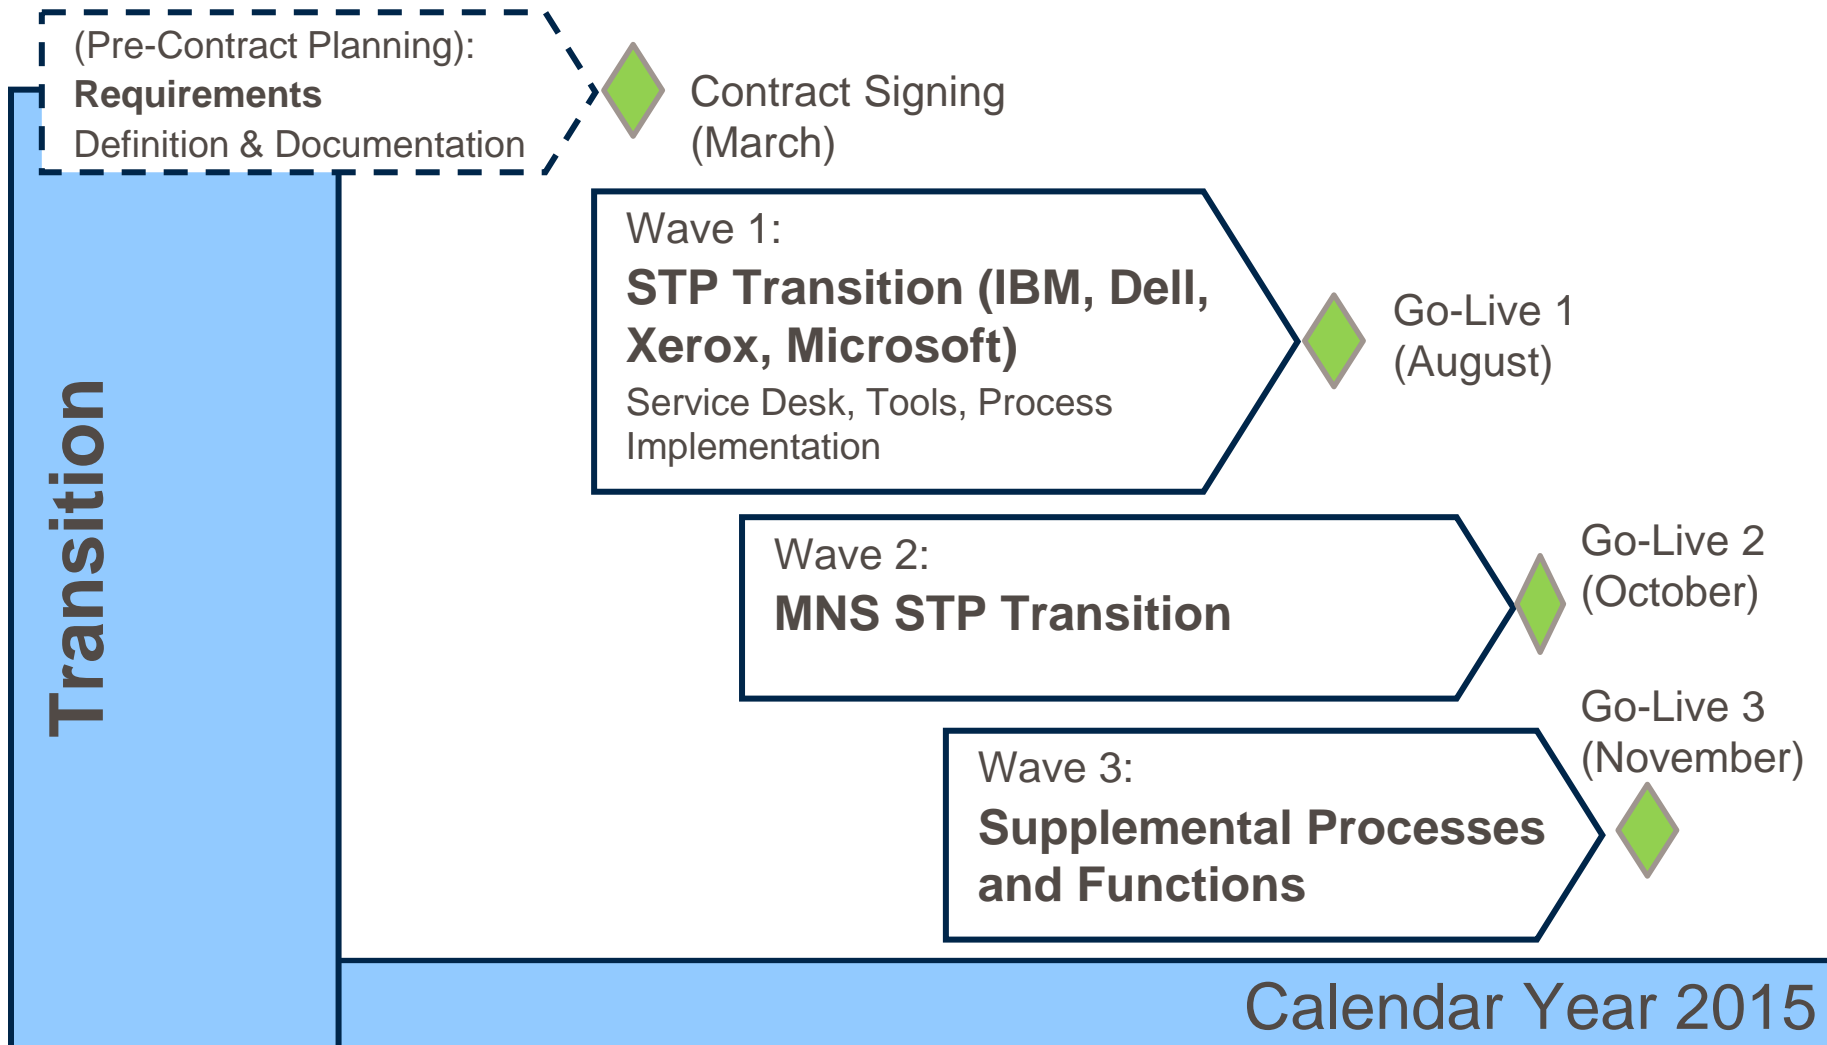 (Pre-Contract Planning):
Requirements
Definition & Documentation
Contract Signing
(March)
Wave 1:
STP Transition (IBM, Dell,
Xerox, Microsoft)
Service Desk, Tools, Process
Implementation
Go-Live 1
(August)
Transition
Wave 2:
MNS STP Transition
Go-Live 2
(October)
Wave 3:
Supplemental Processes
and Functions
Go-Live 3
(November)
Calendar Year 2015